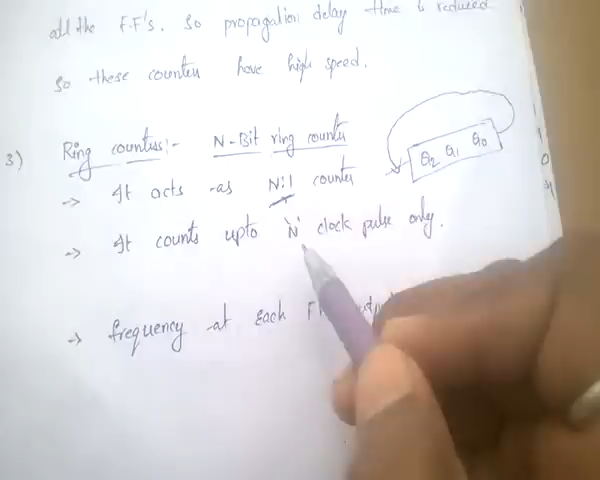 all the F.F's. so propagation delay time is reduced
so these counter have high speed.
3) Ring counters:- N-Bit ring counter
Q2 Q1 Q0
-> It acts as N:1 counter
-> It counts upto 'N' clock pulse only.
-> frequency at each